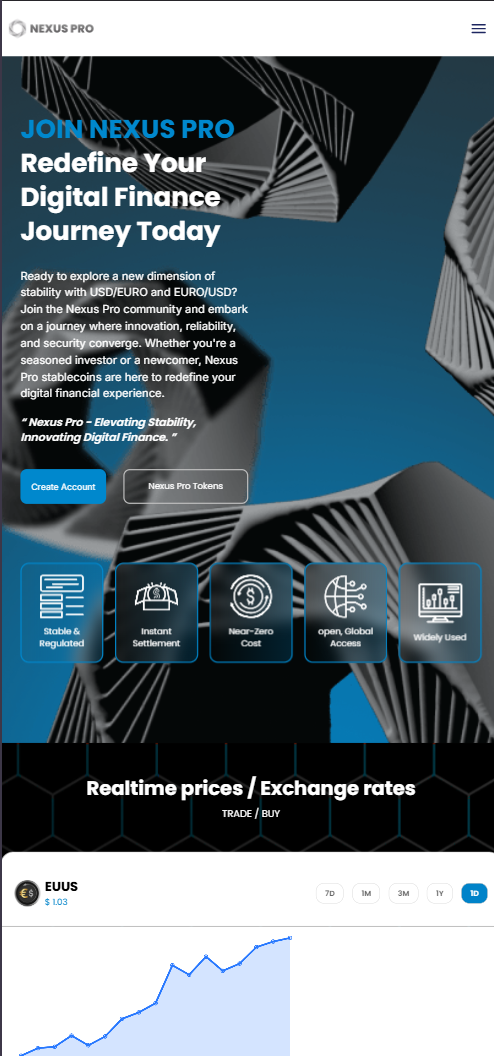 NEXUS PRO
JOIN NEXUS PRO
Redefine Your
Digital Finance
Journey Today
Ready to explore a new dimension of
stability with USD/EURO and EURO/USD?
Join the Nexus Pro community and embark
on a journey where innovation, reliability,
and security converge. Whether you're a
seasoned investor or a newcomer, Nexus
Pro stablecoins are here to redefine your
digital financial experience.
“ Nexus Pro - Elevating Stability,
Innovating Digital Finance. ”
Create Account
Nexus Pro Tokens
Stable &
Regulated
Instant
Settlement
Near-Zero
Cost
open, Global
Access
Widely Used
Realtime prices / Exchange rates
TRADE / BUY
EUUS
$ 1.03
7D
1M
3M
1Y
1D